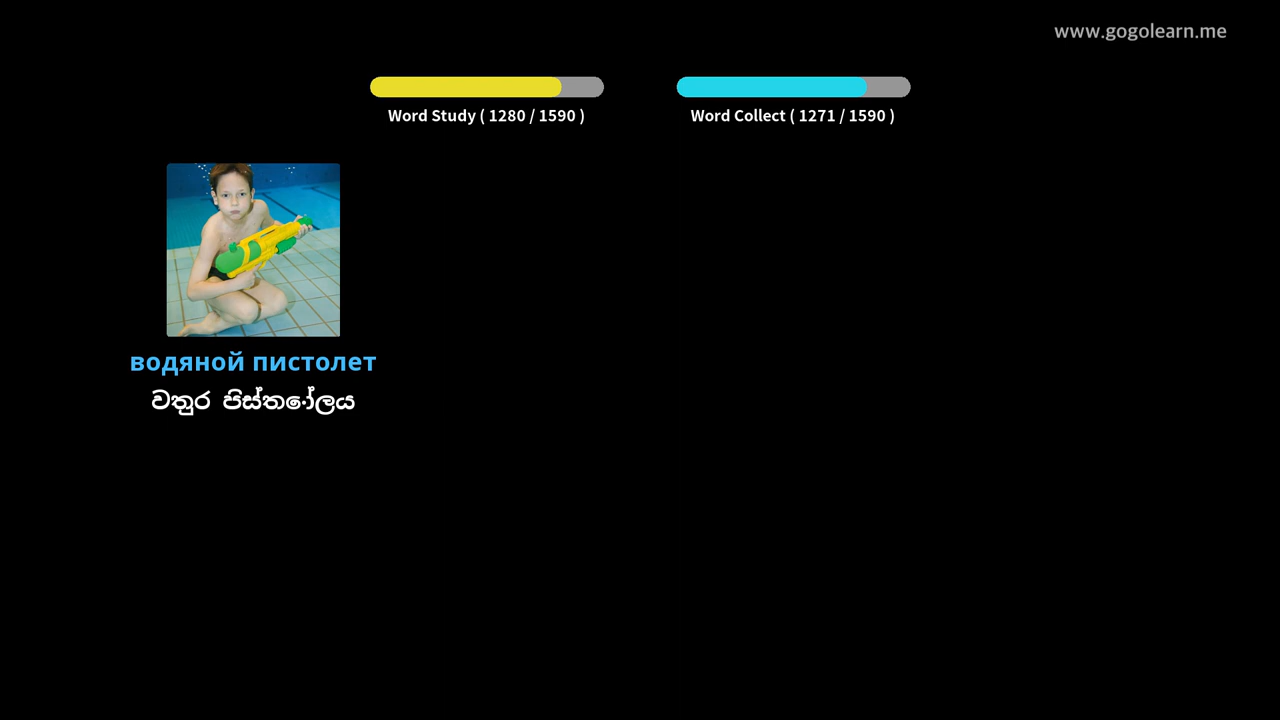 www.gogolearn.me
Word Study ( 1280 / 1590 )
Word Collect ( 1271 / 1590 )
водяной пистолет
වතුර පිස්තෝලය